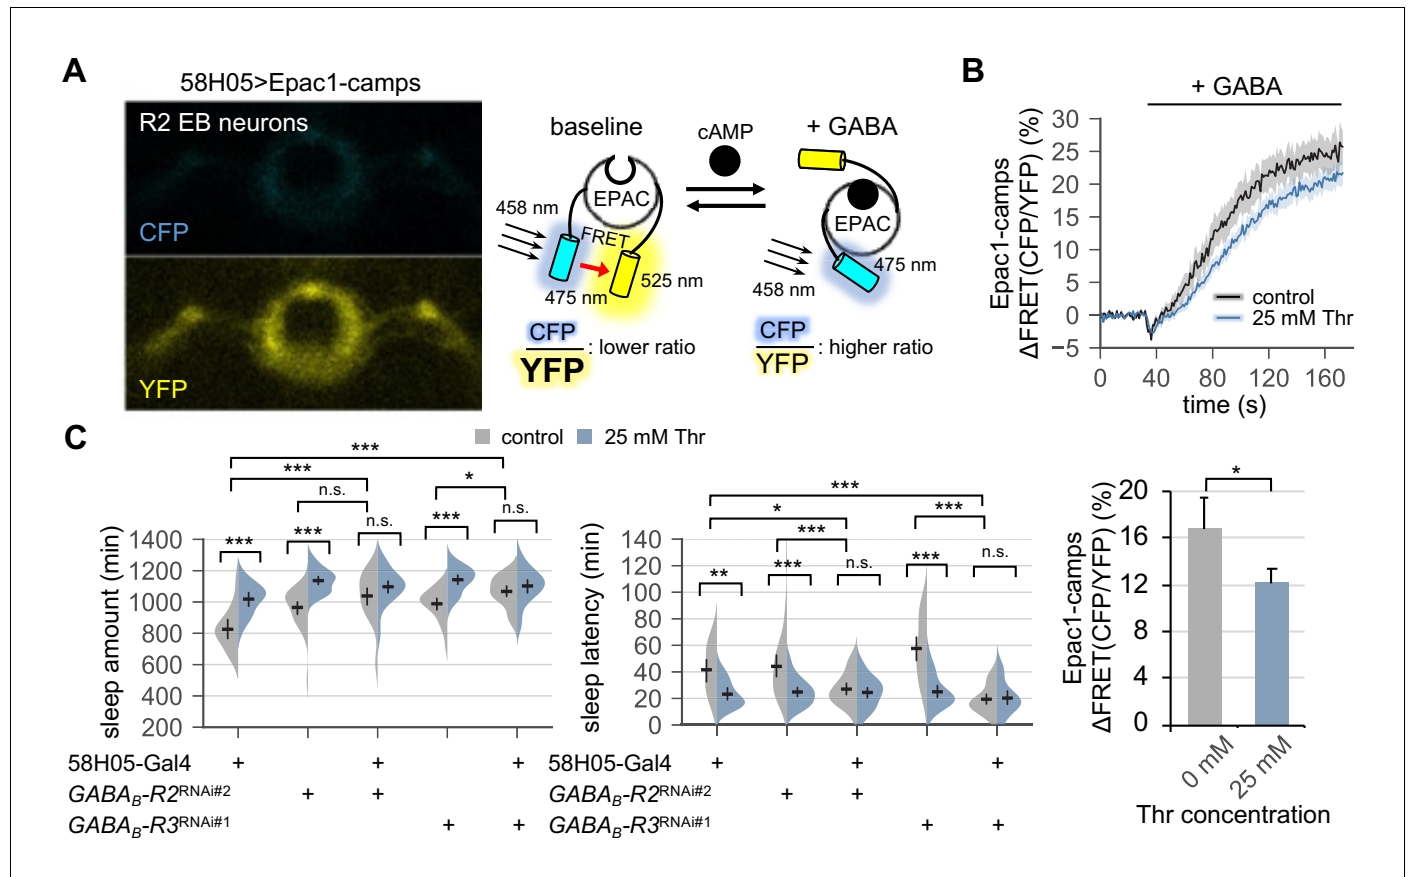 A
58H05>Epac1-camps
R2 EB neurons
CFP
YFP
baseline
cAMP
+ GABA
EPAC
EPAC
458 nm
FRET
475 nm
525 nm
458 nm
475 nm
CFP
YFP
: lower ratio
CFP
YFP
: higher ratio
B
+ GABA
Epac1-camps
ΔFRET(CFP/YFP) (%)
30
25
20
15
10
5
0
−5
control
25 mM Thr
0 40 80 120 160
time (s)
C
control 25 mM Thr
***
***
n.s.
*
***
***
n.s.
***
n.s.
sleep amount (min)
1400
1200
1000
800
600
400
200
58H05-Gal4 + + +
GABAB-R2RNAi#2 + +
GABAB-R3RNAi#1 + +
***
*
***
***
**
***
n.s.
***
n.s.
sleep latency (min)
140
120
100
80
60
40
20
0
58H05-Gal4 + + +
GABAB-R2RNAi#2 + +
GABAB-R3RNAi#1 + +
*
Epac1-camps
ΔFRET(CFP/YFP) (%)
20
16
12
8
4
0
0 mM
25 mM
Thr concentration